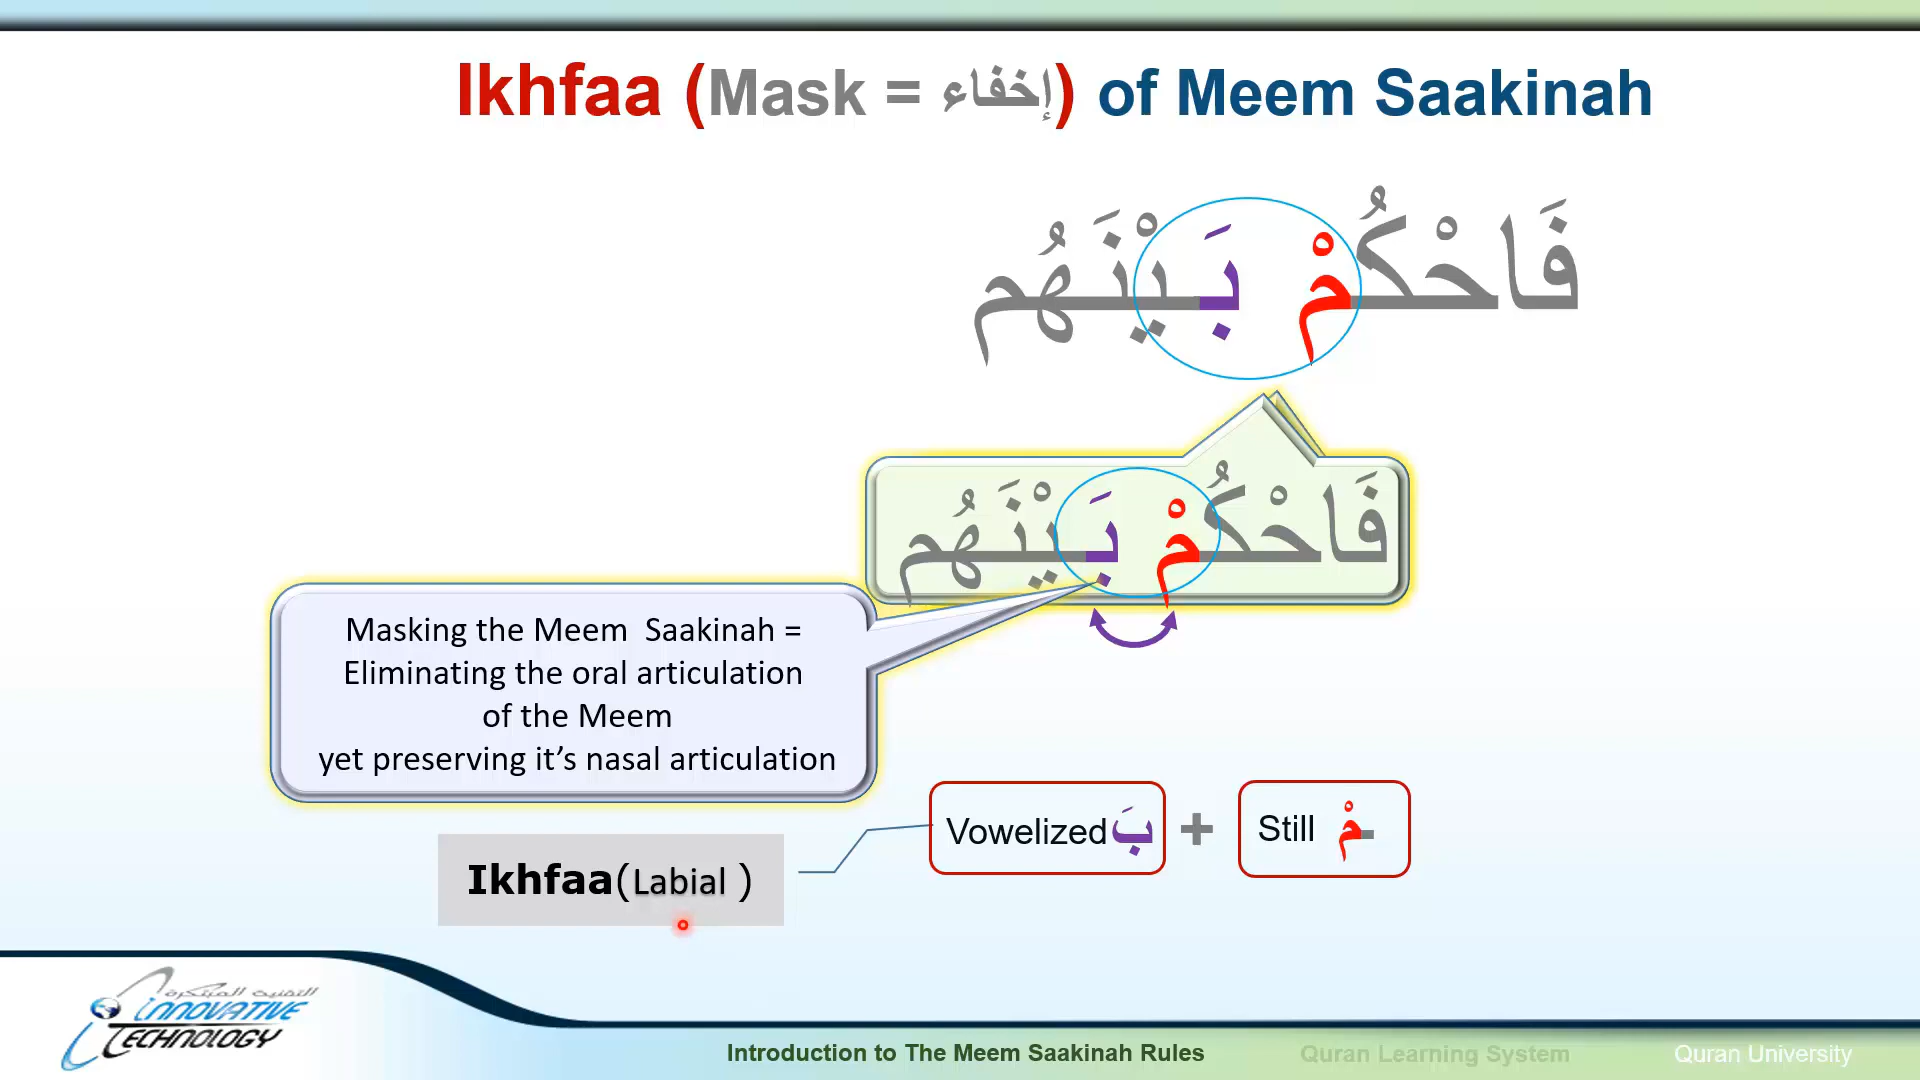 Ikhfaa (Mask = إخفاء) of Meem Saakinah
فَاحْكُمْ بَيْنَهُم
فَاحْكُمْ بَيْنَهُم
Masking the Meem Saakinah =
Eliminating the oral articulation
of the Meem
yet preserving it’s nasal articulation
Vowelized بَ + Still مْ
Ikhfaa(Labial )
التقنية المبتكرة
INNOVATIVE
TECHNOLOGY
Introduction to The Meem Saakinah Rules
Quran Learning System
Quran University